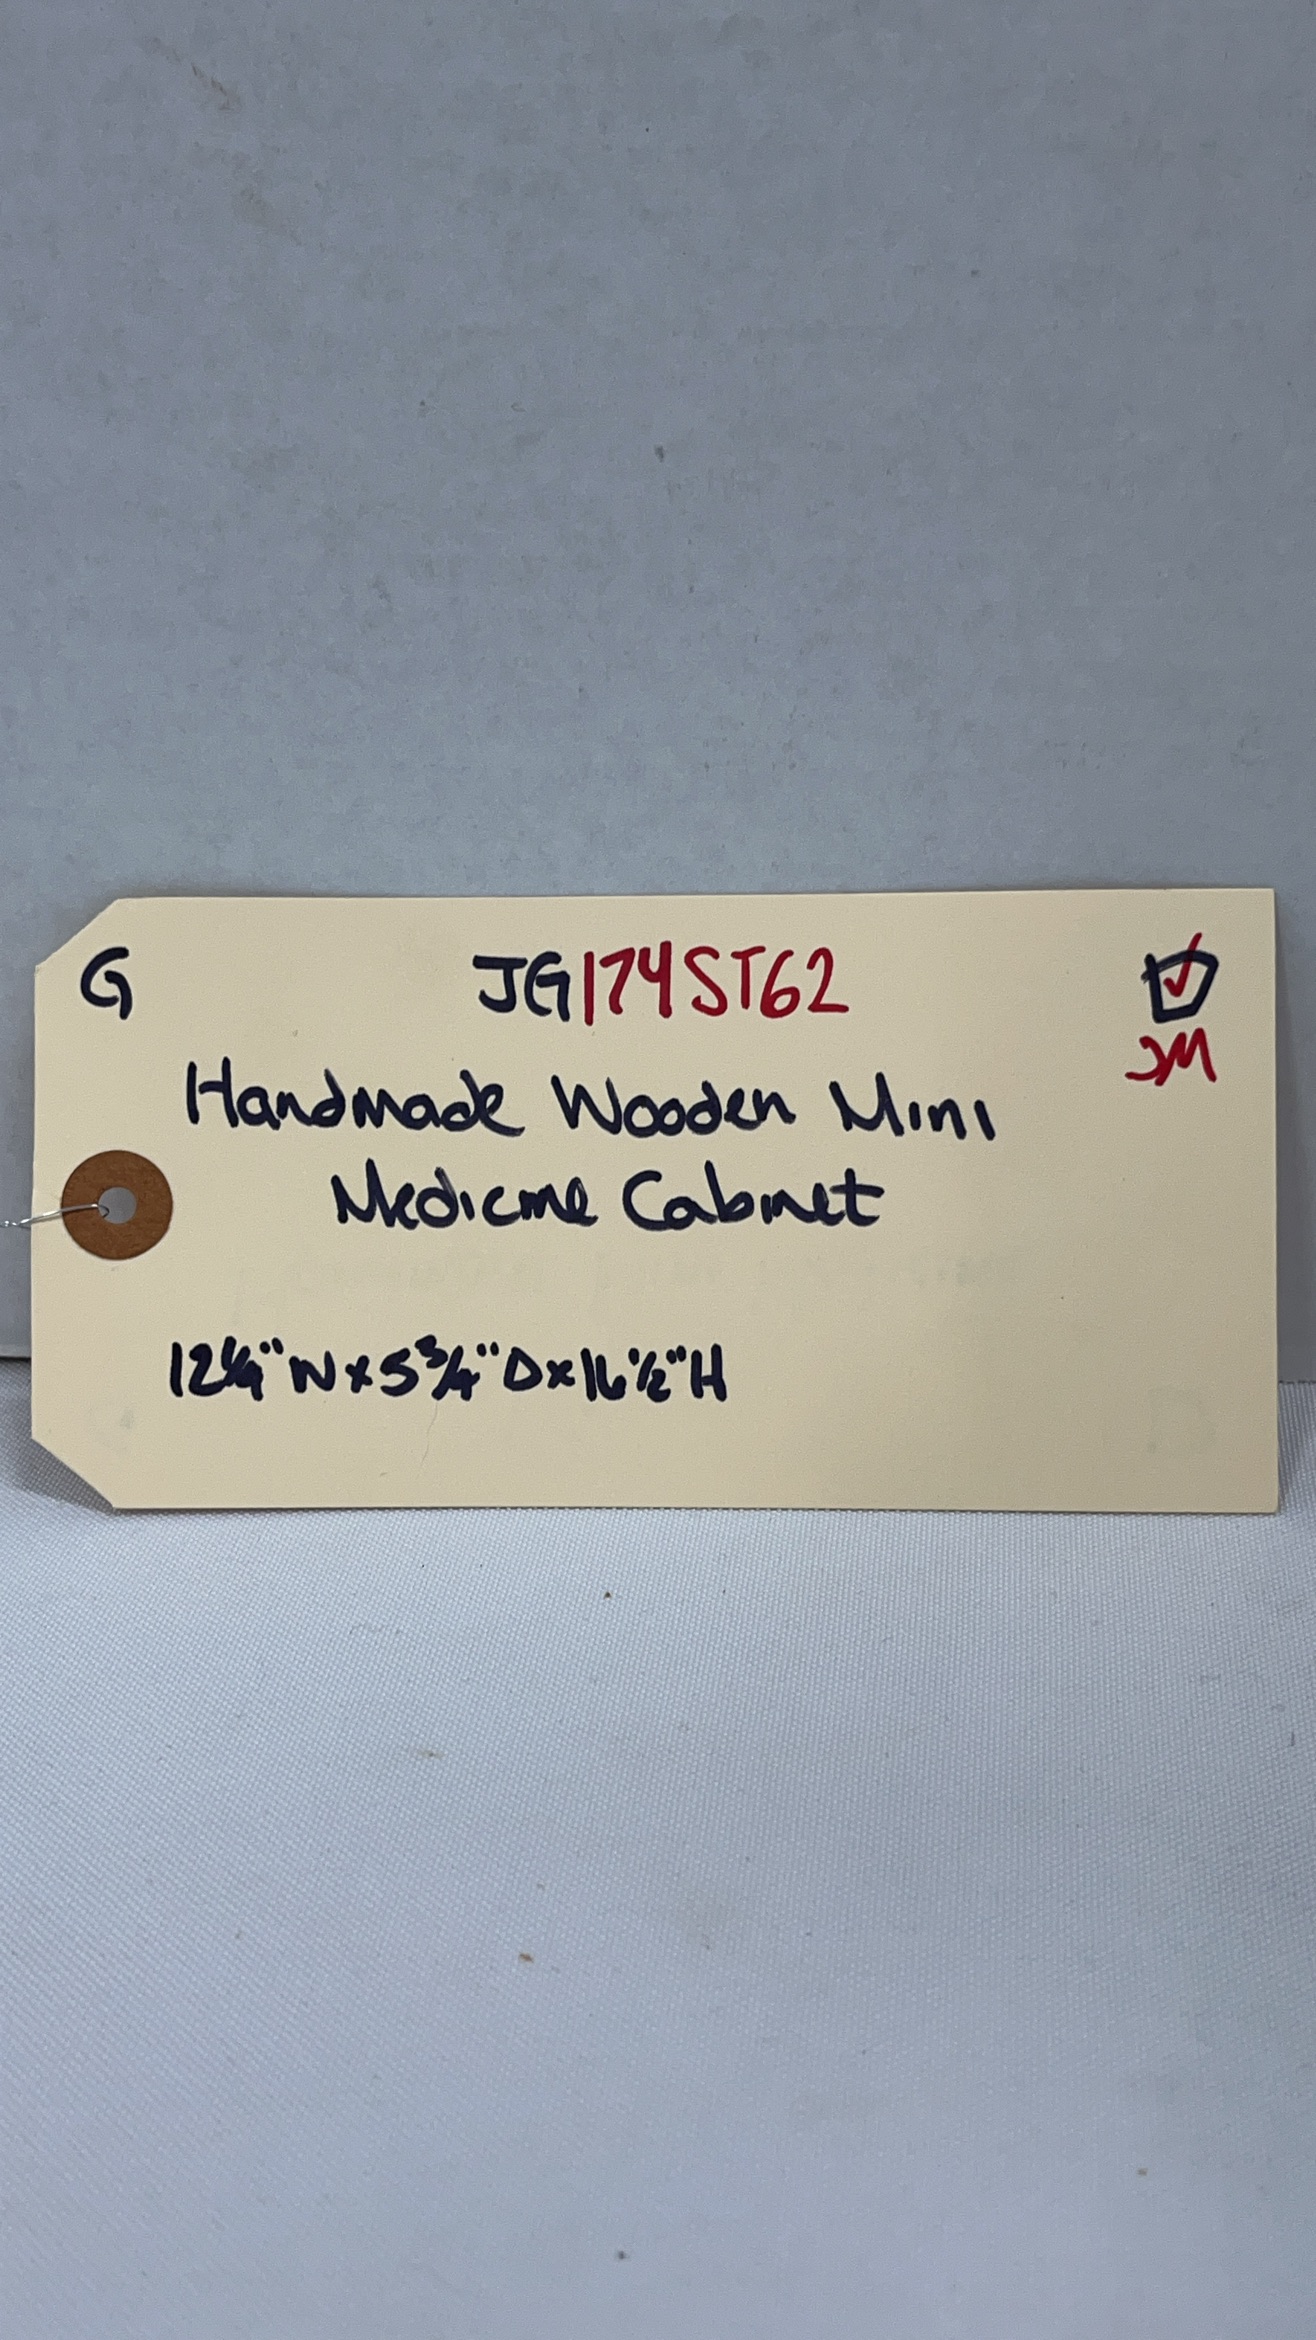 G JG174ST62 ☑
JM
Handmade Wooden Mini
Medicine Cabinet
12¼" W x 5¾" D x 16½" H